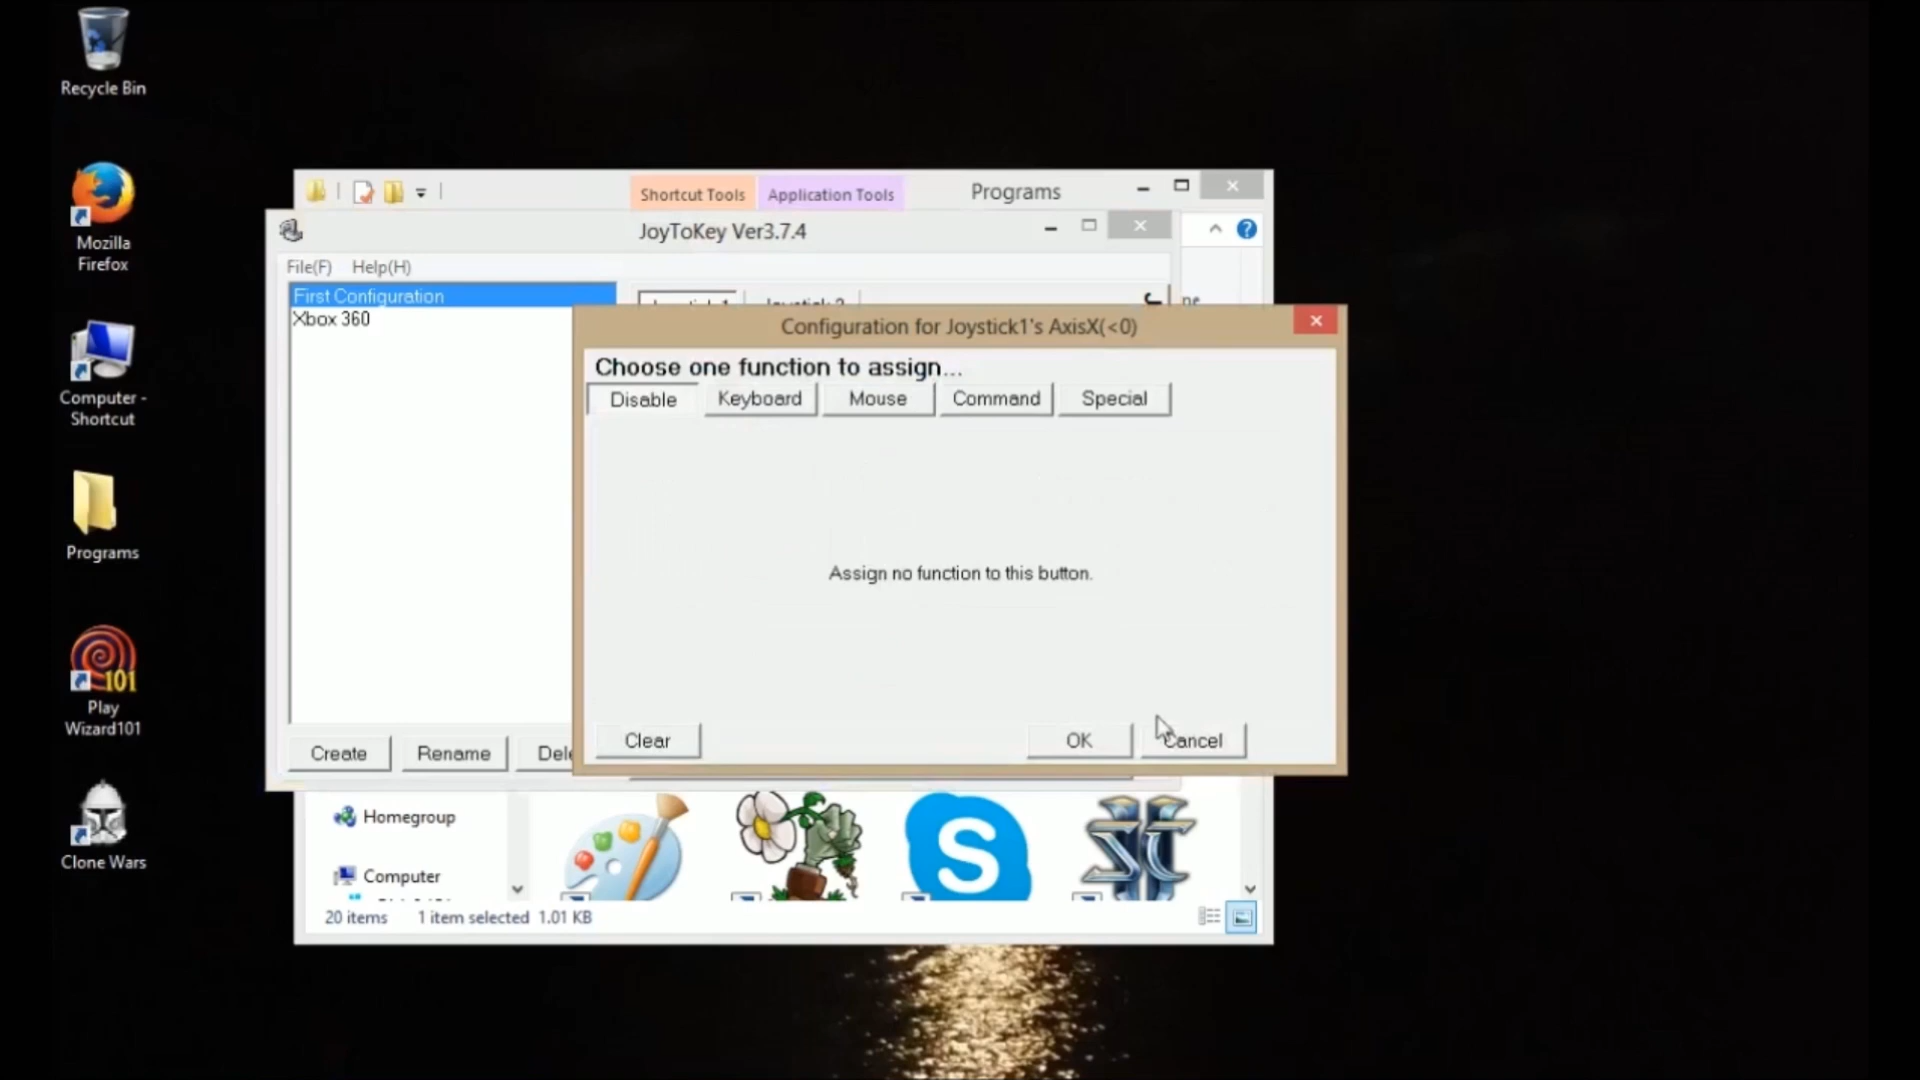 Recycle Bin
Mozilla
Firefox
Computer -
Shortcut
Programs
101
Play
Wizard101
Clone Wars
Shortcut Tools
Application Tools
Programs
JoyToKey Ver3.7.4
File(F)
Help(H)
First Configuration
Xbox 360
Create
Rename
Configuration for Joystick1's AxisX(<0)
Choose one function to assign...
Disable
Keyboard
Mouse
Command
Special
Assign no function to this button.
Clear
OK
Cancel
Homegroup
Computer
20 items
1 item selected
1.01 KB